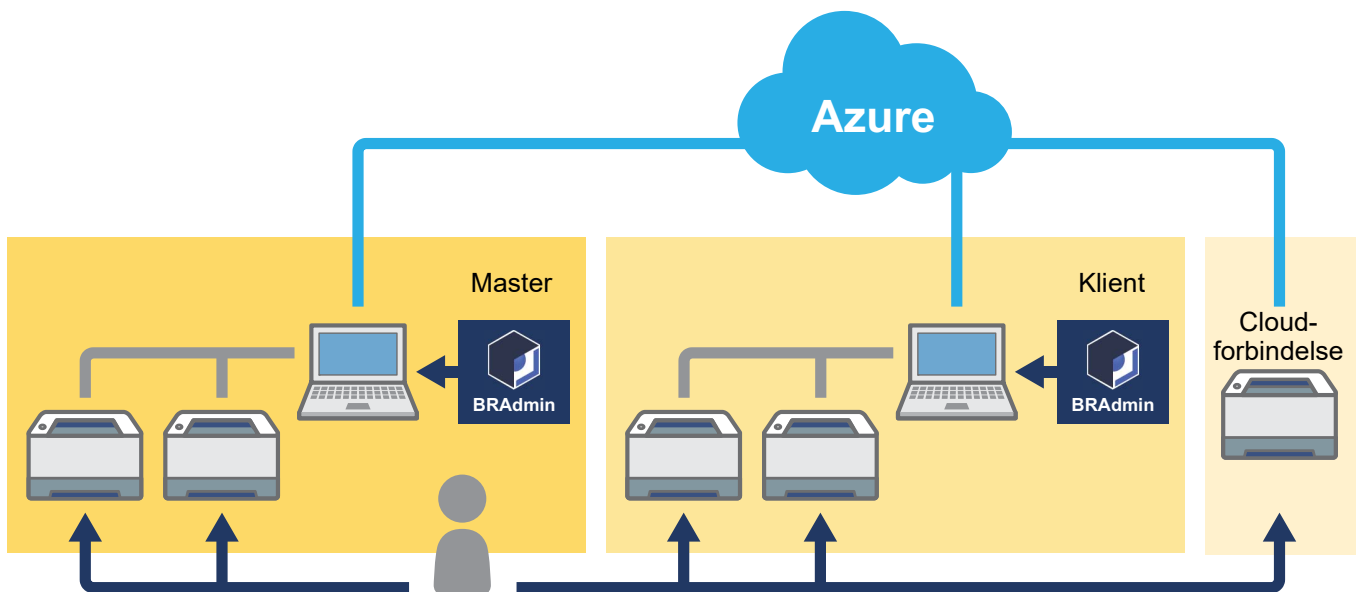 Azure
Master
BRAdmin
Klient
BRAdmin
Cloud-
forbindelse